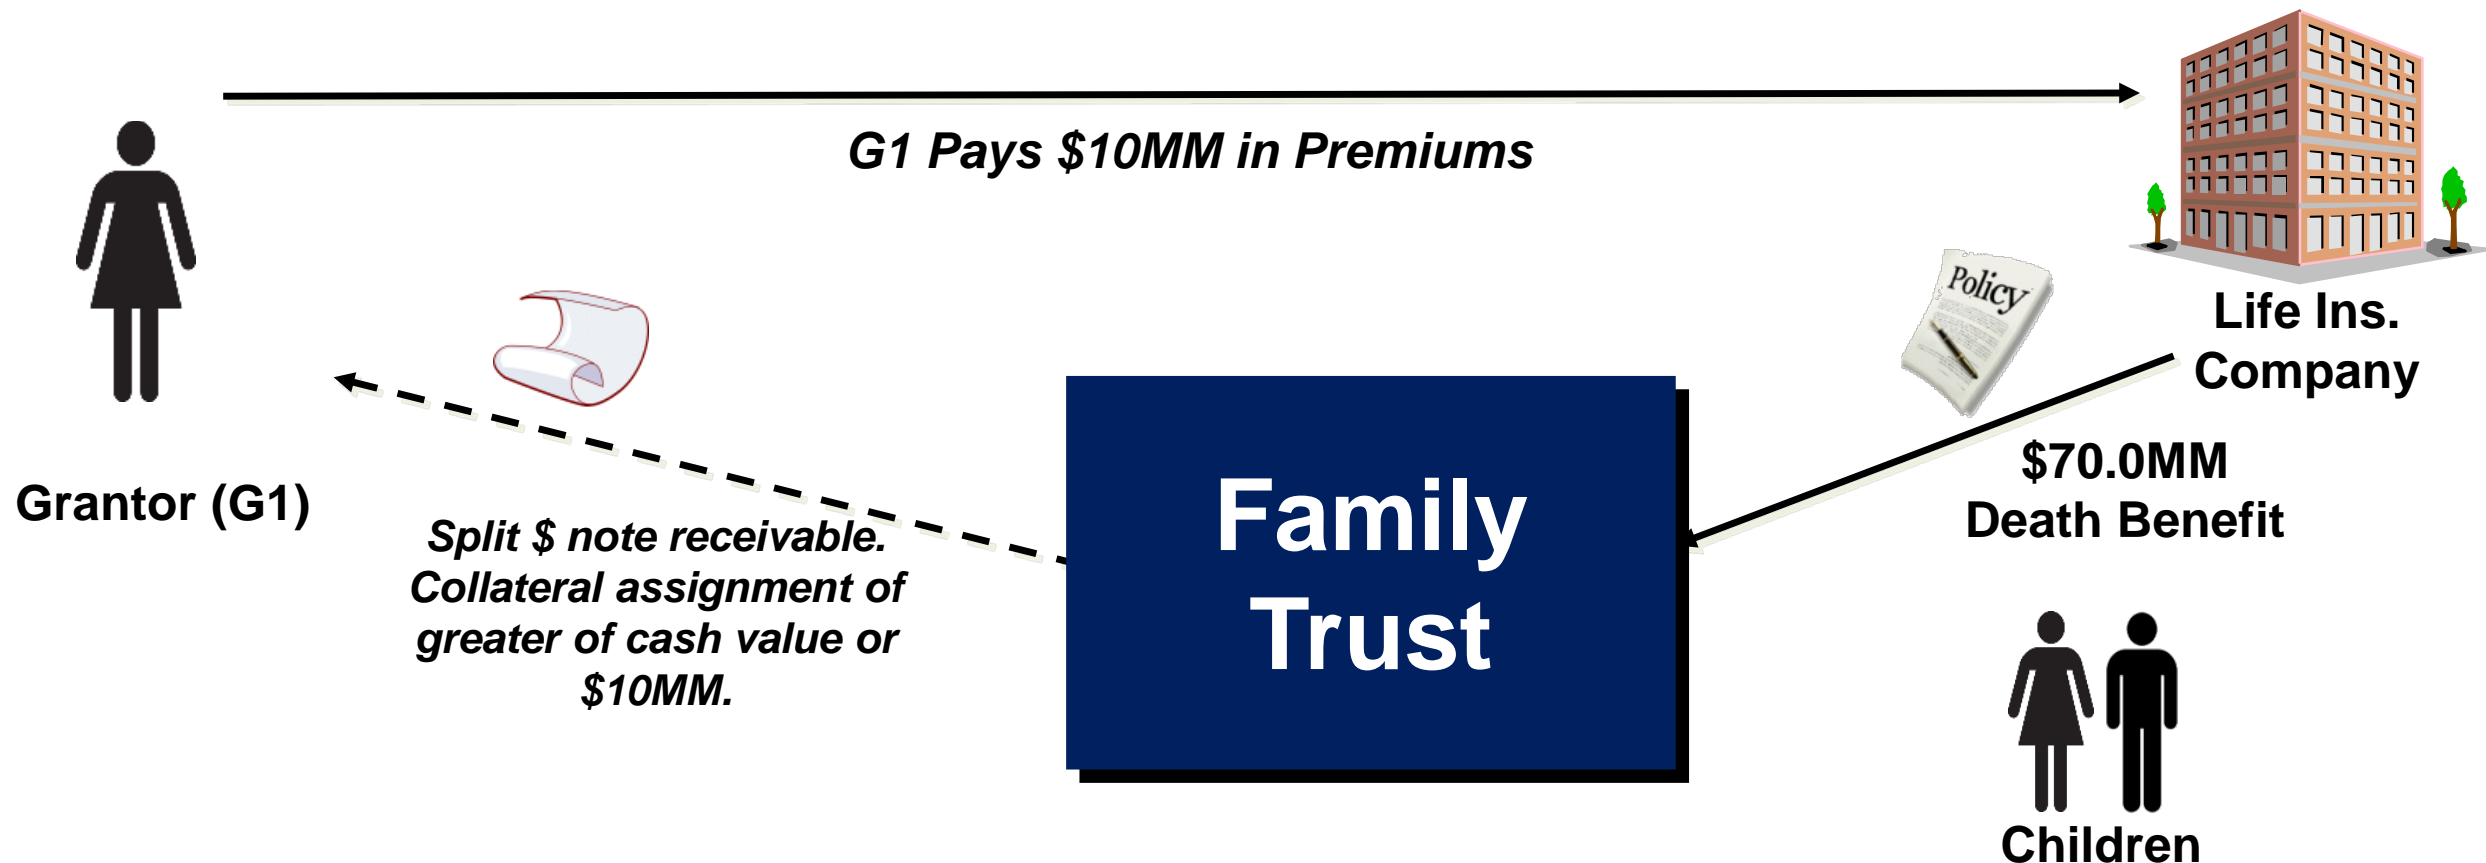 G1 Pays $10MM in Premiums
Policy
Life Ins.
Company
Grantor (G1)
Split $ note receivable.
Collateral assignment of
greater of cash value or
$10MM.
Family
Trust
$70.0MM
Death Benefit
Children